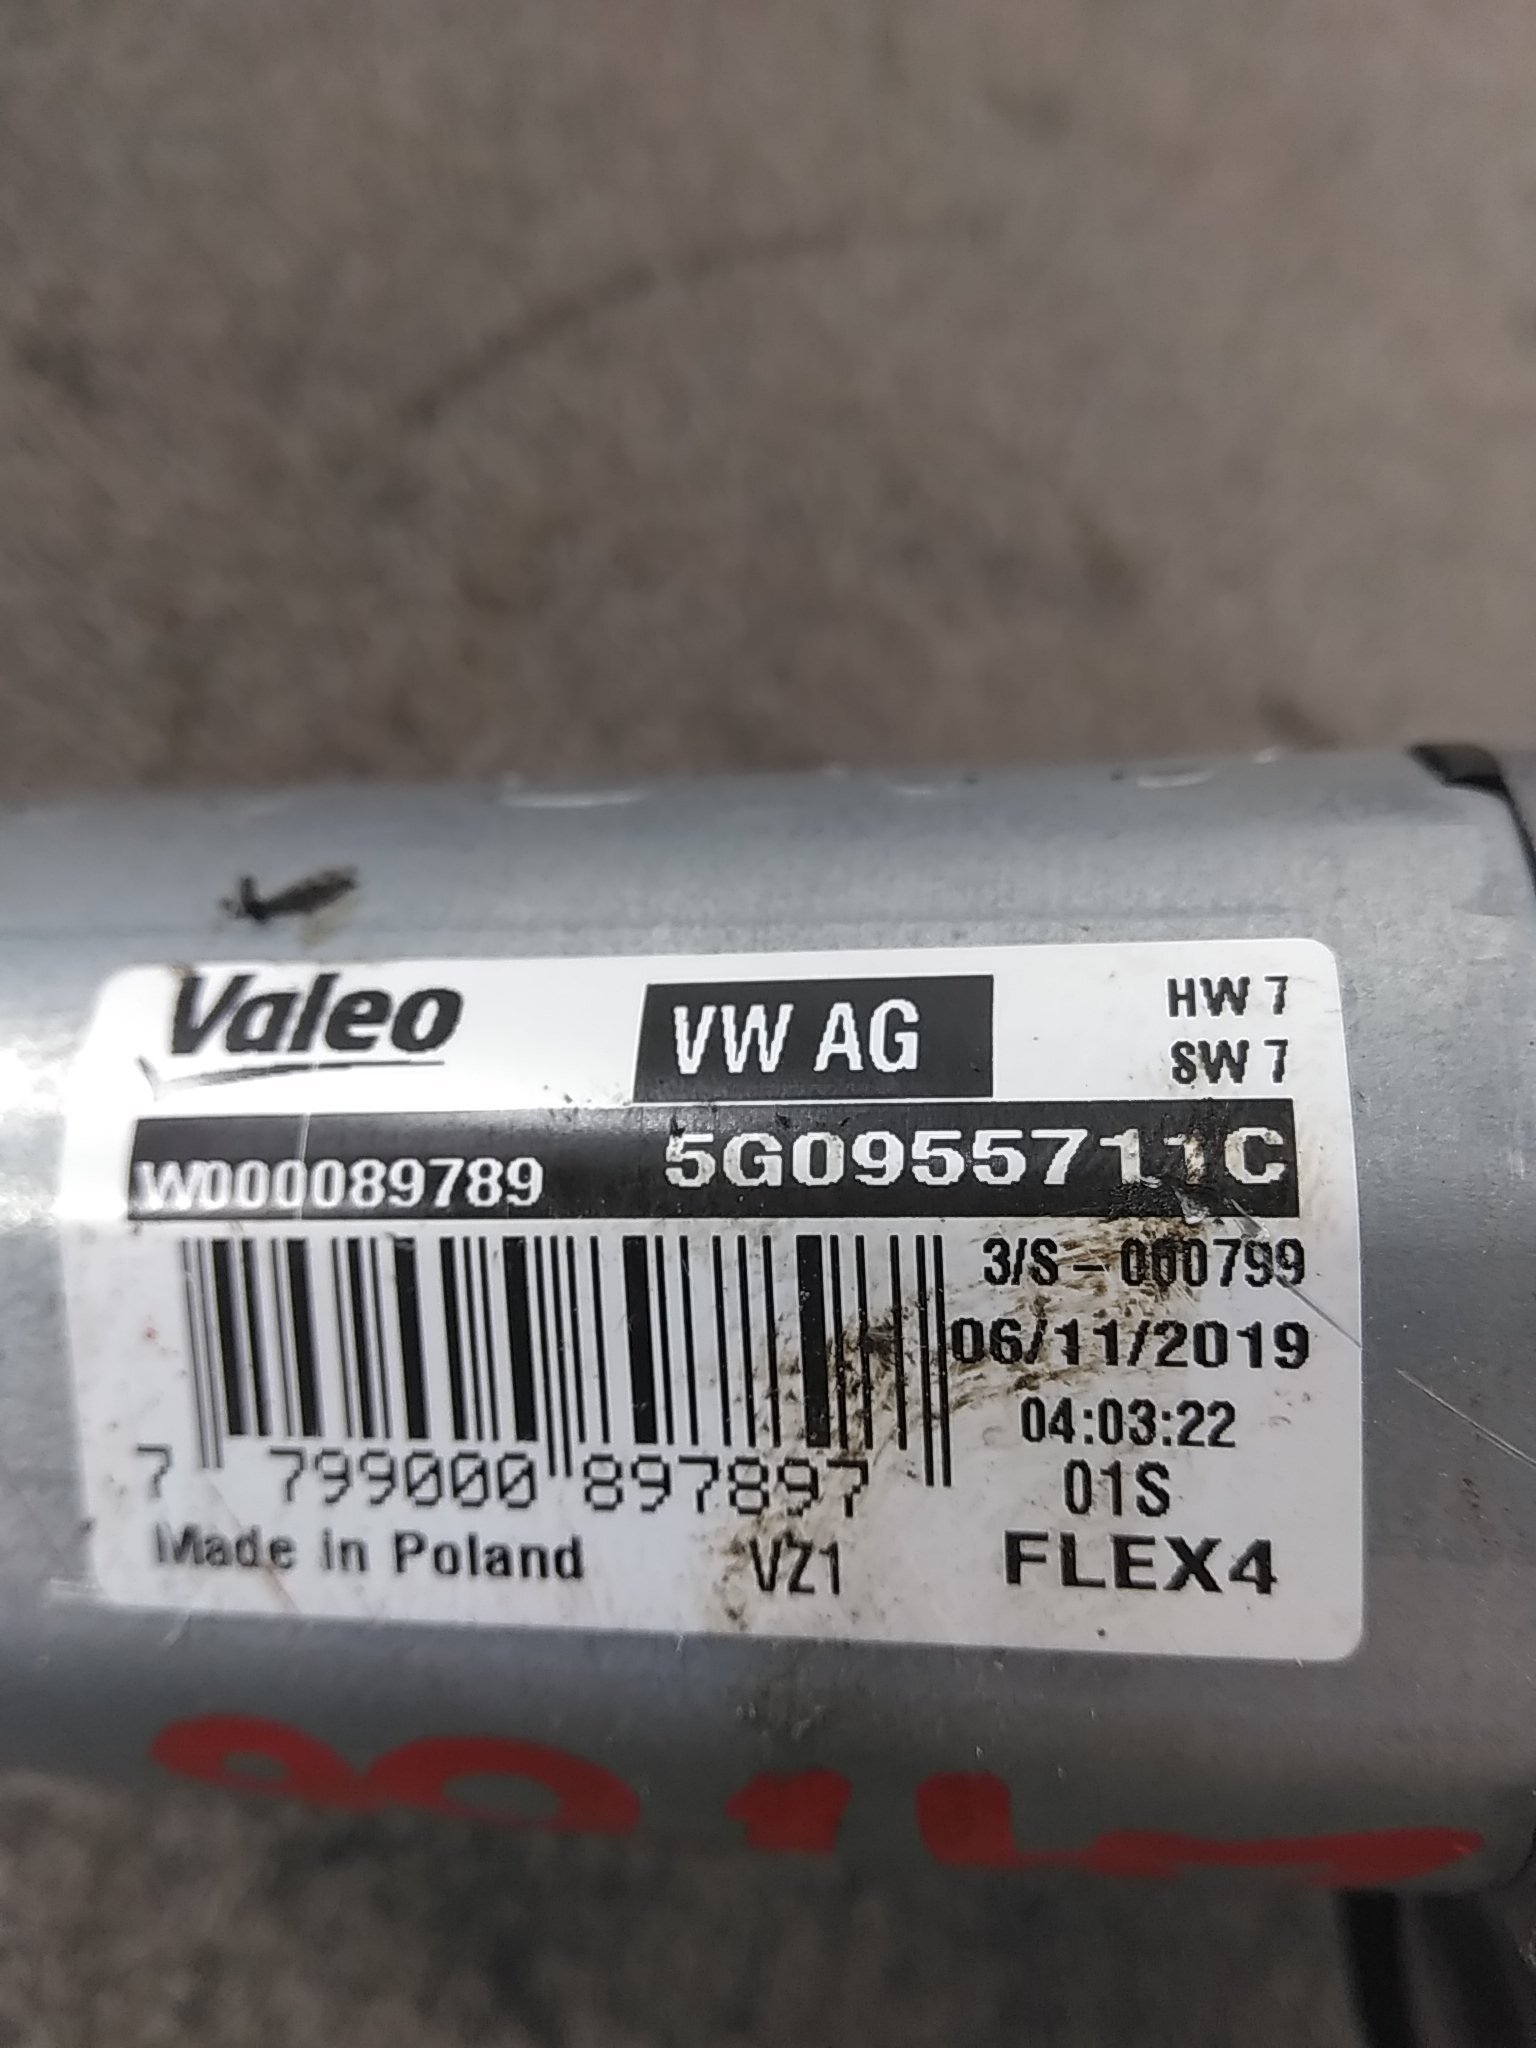 Valeo
VW AG
HW 7
SW 7
W000089789 5G0955711C
3/S - 000799
06/11/2019
04:03:22
7 799000 897897
01S
Made in Poland VZ1 FLEX4